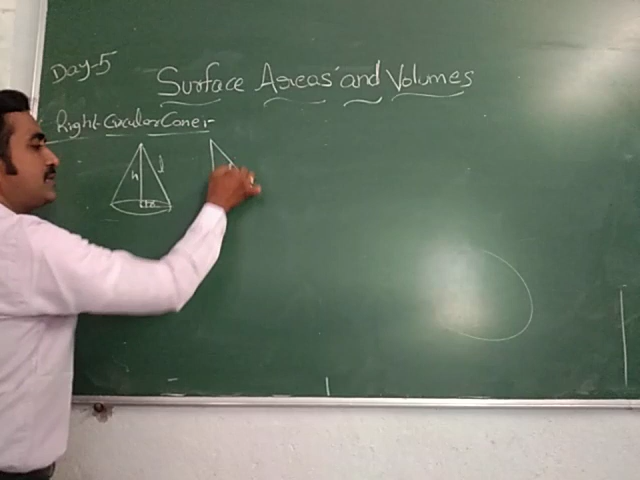 Day-5
Surface Areas and Volumes
Right Circular Cone:-
h
l
r